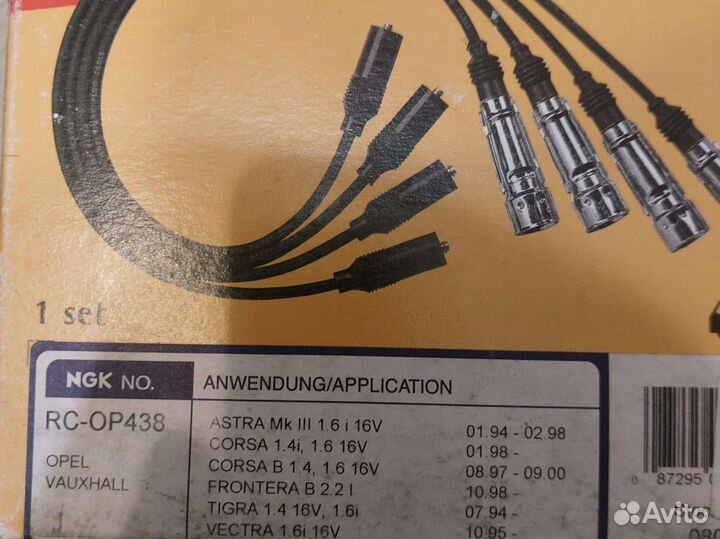 1 set
NGK NO.
ANWENDUNG/APPLICATION
RC-OP438
OPEL
VAUXHALL
ASTRA Mk III 1.6 i 16V 01.94 - 02.98
CORSA 1.4i, 1.6 16V 01.98 -
CORSA B 1.4, 1.6 16V 08.97 - 09.00
FRONTERA B 2.2 I 10.98 -
TIGRA 1.4 16V, 1.6i 07.94 -
VECTRA 1.6i 16V 10.95 -
0 87295 0
Avito